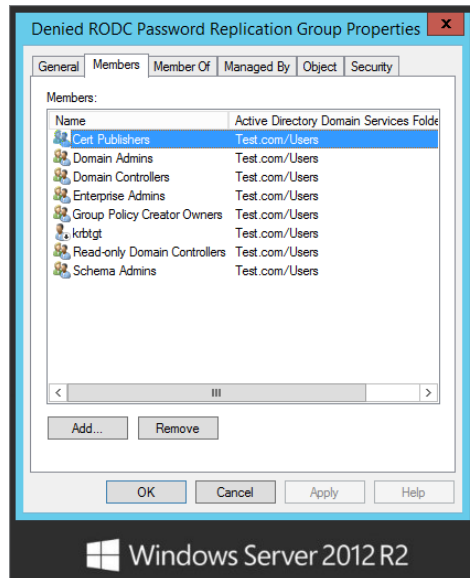 Denied RODC Password Replication Group Properties x
General Members Member Of Managed By Object Security
Members:
Name Active Directory Domain Services Folde
Cert Publishers Test.com/Users
Domain Admins Test.com/Users
Domain Controllers Test.com/Users
Enterprise Admins Test.com/Users
Group Policy Creator Owners Test.com/Users
krbtgt Test.com/Users
Read-only Domain Controllers Test.com/Users
Schema Admins Test.com/Users
Add... Remove
OK Cancel Apply Help
Windows Server 2012 R2